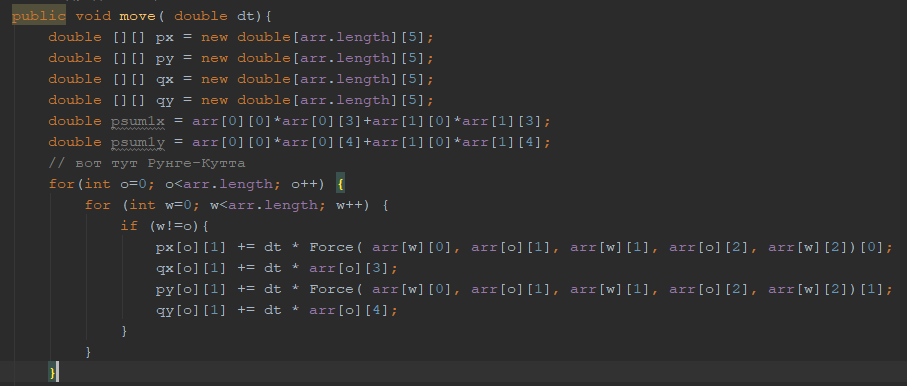 public void move( double dt){
double [][] px = new double[arr.length][5];
double [][] py = new double[arr.length][5];
double [][] qx = new double[arr.length][5];
double [][] qy = new double[arr.length][5];
double psum1x = arr[0][0]*arr[0][3]+arr[1][0]*arr[1][3];
double psum1y = arr[0][0]*arr[0][4]+arr[1][0]*arr[1][4];
// вот тут Рунге-Кутта
for(int o=0; o<arr.length; o++) {
for (int w=0; w<arr.length; w++) {
if (w!=o){
px[o][1] += dt * Force( arr[w][0], arr[o][1], arr[w][1], arr[o][2], arr[w][2])[0];
qx[o][1] += dt * arr[o][3];
py[o][1] += dt * Force( arr[w][0], arr[o][1], arr[w][1], arr[o][2], arr[w][2])[1];
qy[o][1] += dt * arr[o][4];
}
}
}